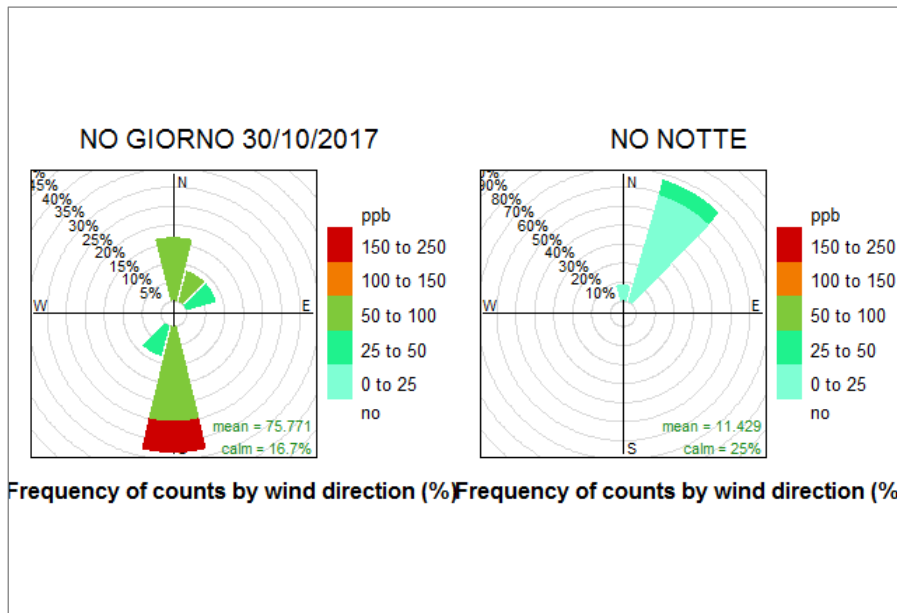 NO GIORNO 30/10/2017
45%
40%
35%
30%
25%
20%
15%
10%
5%
N
W
E
mean = 75.771
calm = 16.7%
ppb
150 to 250
100 to 150
50 to 100
25 to 50
0 to 25
no
Frequency of counts by wind direction (%)
NO NOTTE
90%
80%
70%
60%
50%
40%
30%
20%
10%
N
W
E
S
mean = 11.429
calm = 25%
ppb
150 to 250
100 to 150
50 to 100
25 to 50
0 to 25
no
Frequency of counts by wind direction (%